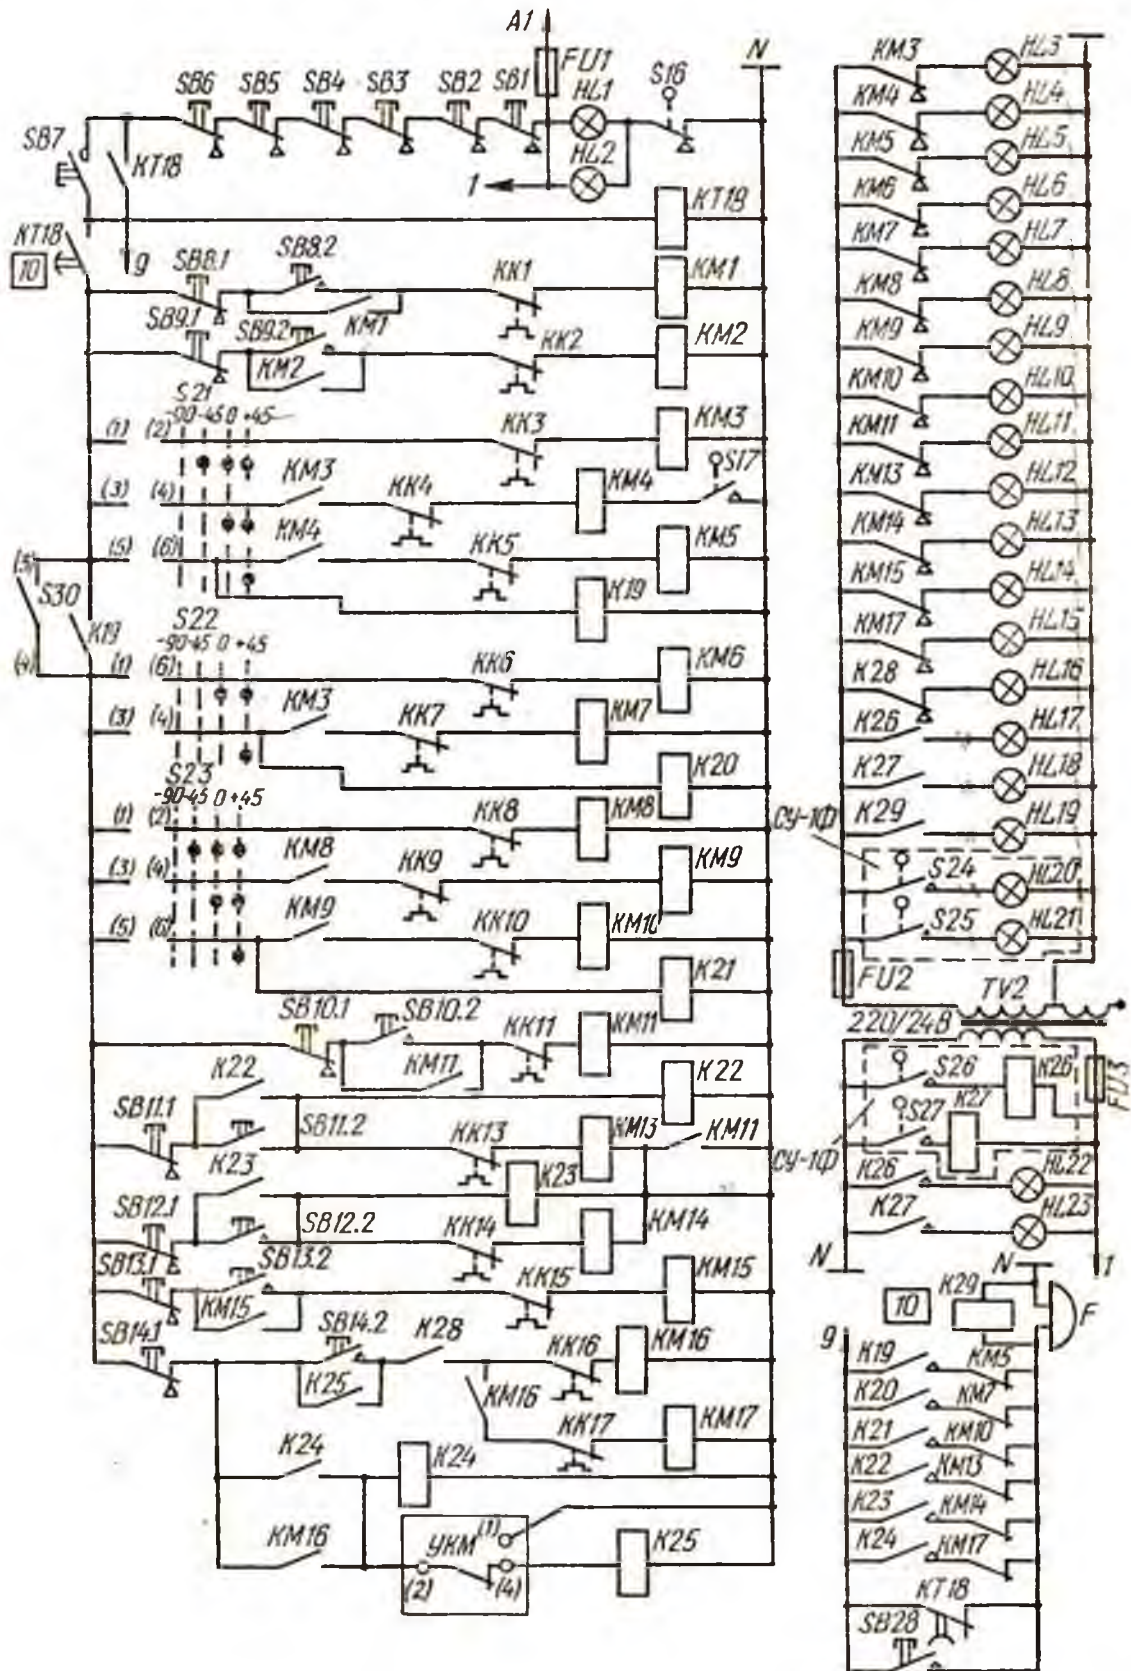 A1
FU1
N
SB6 SB5 SB4 SB3 SB2 SB1 HL1 S16
HL2
1
SB7 KT18
KT18
KT18
10
9
SB8.1 SB8.2 KK1 KM1
KM1
SB9.1 SB9.2 KK2 KM2
KM2
S21
-90 -45 0 +45
(1) (2) KK3 KM3
(3) (4) KM3 KK4 KM4 S17
(5) (6) KM4 KK5 KM5
K19
(3)
S30
K19
(4)
S22
-90 -45 0 +45
(1) (6) KK6 KM6
(3) (4) KM3 KK7 KM7
K20
S23
-90 -45 0 +45
(1) (2) KK8 KM8
(3) (4) KM8 KK9 KM9
(5) (6) KM9 KK10 KM10
K21
SB10.1 SB10.2 KK11 KM11
KM11
K22 K22
SB11.1 SB11.2 KK13 KM13 KM11
K23 K23
SB12.1 SB12.2 KK14 KM14
SB13.1 SB13.2 KK15 KM15
KM15
SB14.1 SB14.2 K28 KK16 KM16
K25
KM16 KK17 KM17
K24 K24
KM16 УКМ (1) K25
(2) (4)
KM3 HL3
KM4 HL4
KM5 HL5
KM6 HL6
KM7 HL7
KM8 HL8
KM9 HL9
KM10 HL10
KM11 HL11
KM13 HL12
KM14 HL13
KM15 HL14
KM17 HL15
K28 HL16
K26 HL17
K27 HL18
K29 HL19
СУ-1Ф
S24 HL20
S25 HL21
FU2 TV2
220/24В
S26 K26 FU3
S27 K27
СУ-1Ф
K26 HL22
K27 HL23
N N 1
10 K29 F
9
K19 KM5
K20 KM7
K21 KM10
K22 KM13
K23 KM14
K24 KM17
KT18
SB28